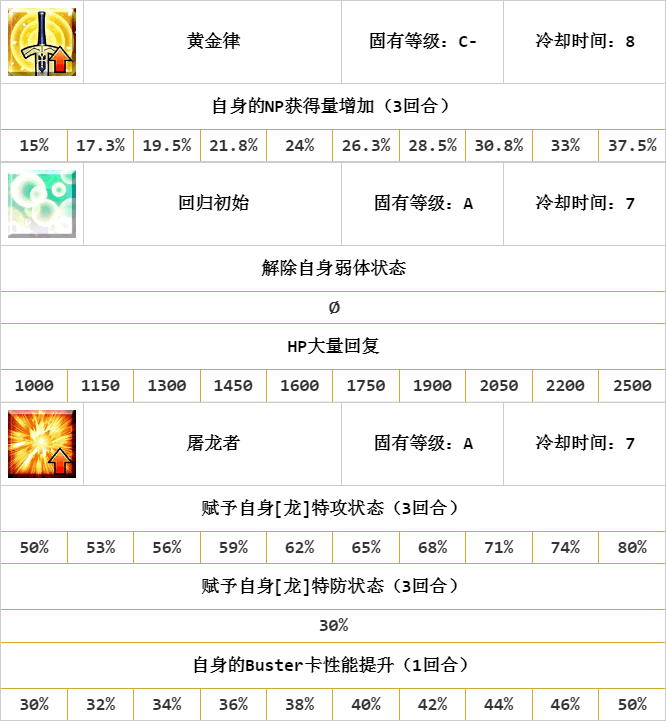 黄金律 固有等级：C- 冷却时间：8
自身的NP获得量增加（3回合）
15% 17.3% 19.5% 21.8% 24% 26.3% 28.5% 30.8% 33% 37.5%
回归初始 固有等级：A 冷却时间：7
解除自身弱体状态
Ø
HP大量回复
1000 1150 1300 1450 1600 1750 1900 2050 2200 2500
屠龙者 固有等级：A 冷却时间：7
赋予自身[龙]特攻状态（3回合）
50% 53% 56% 59% 62% 65% 68% 71% 74% 80%
赋予自身[龙]特防状态（3回合）
30%
自身的Buster卡性能提升（1回合）
30% 32% 34% 36% 38% 40% 42% 44% 46% 50%